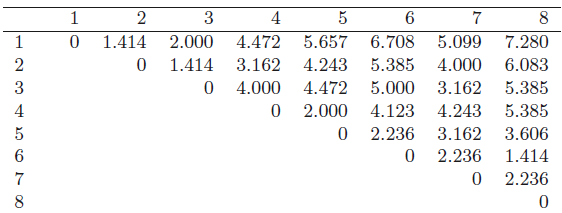 1 2 3 4 5 6 7 8
1 0 1.414 2.000 4.472 5.657 6.708 5.099 7.280
2 0 1.414 3.162 4.243 5.385 4.000 6.083
3 0 4.000 4.472 5.000 3.162 5.385
4 0 2.000 4.123 4.243 5.385
5 0 2.236 3.162 3.606
6 0 2.236 1.414
7 0 2.236
8 0